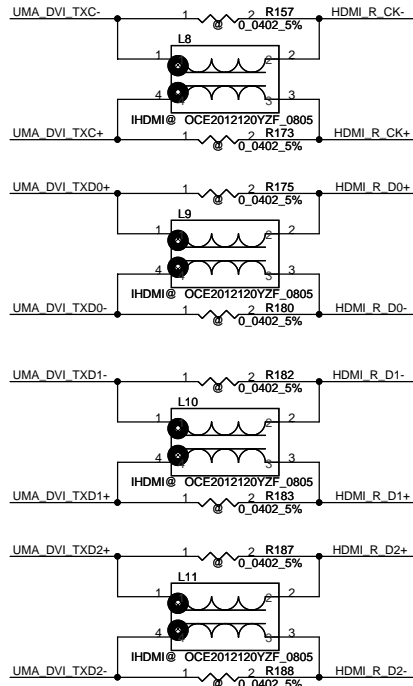 UMA_DVI_TXC- 1 2 R157 HDMI_R_CK-
@ 0_0402_5%
L8
1 2 2
4 3 3
IHDMI@ OCE2012120YZF_0805
UMA_DVI_TXC+ 1 2 R173 HDMI_R_CK+
@ 0_0402_5%
UMA_DVI_TXD0+ 1 2 R175 HDMI_R_D0+
@ 0_0402_5%
L9
1 2 2
4 3 3
IHDMI@ OCE2012120YZF_0805
UMA_DVI_TXD0- 1 2 R180 HDMI_R_D0-
@ 0_0402_5%
UMA_DVI_TXD1- 1 2 R182 HDMI_R_D1-
@ 0_0402_5%
L10
1 2 2
4 3 3
IHDMI@ OCE2012120YZF_0805
UMA_DVI_TXD1+ 1 2 R183 HDMI_R_D1+
@ 0_0402_5%
UMA_DVI_TXD2+ 1 2 R187 HDMI_R_D2+
@ 0_0402_5%
L11
1 2 2
4 3 3
IHDMI@ OCE2012120YZF_0805
UMA_DVI_TXD2- 1 2 R188 HDMI_R_D2-
@ 0_0402_5%